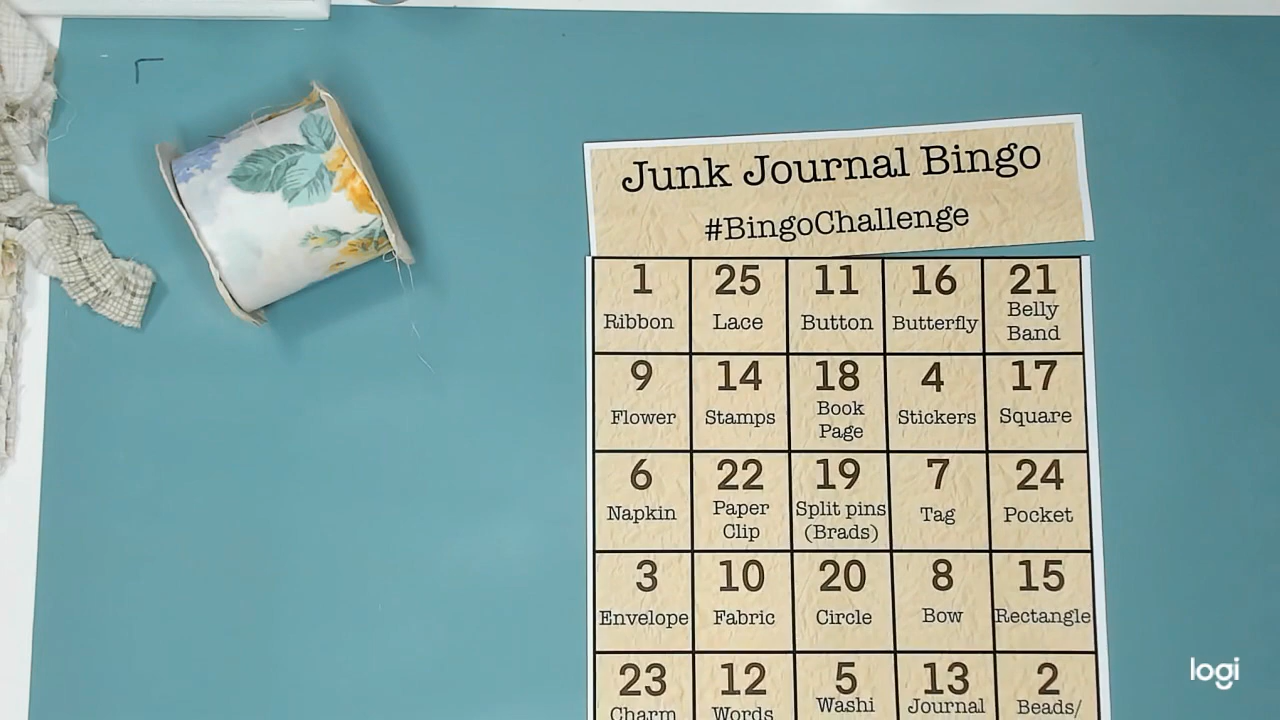 Junk Journal Bingo
#BingoChallenge
1 25 11 16 21
Ribbon Lace Button Butterfly Belly Band
9 14 18 4 17
Flower Stamps Book Page Stickers Square
6 22 19 7 24
Napkin Paper Clip Split pins (Brads) Tag Pocket
3 10 20 8 15
Envelope Fabric Circle Bow Rectangle
23 12 5 13 2
Charm Words Washi Journal Beads/
logi